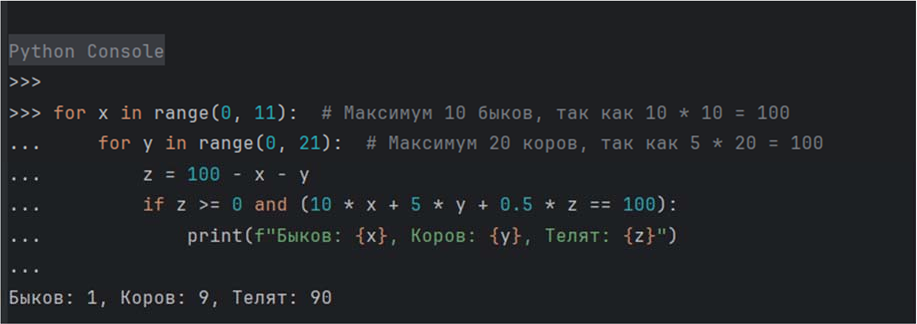 Python Console
>>>
>>> for x in range(0, 11):  # Максимум 10 быков, так как 10 * 10 = 100
...     for y in range(0, 21):  # Максимум 20 коров, так как 5 * 20 = 100
...         z = 100 - x - y
...         if z >= 0 and (10 * x + 5 * y + 0.5 * z == 100):
...             print(f"Быков: {x}, Коров: {y}, Телят: {z}")
...
Быков: 1, Коров: 9, Телят: 90